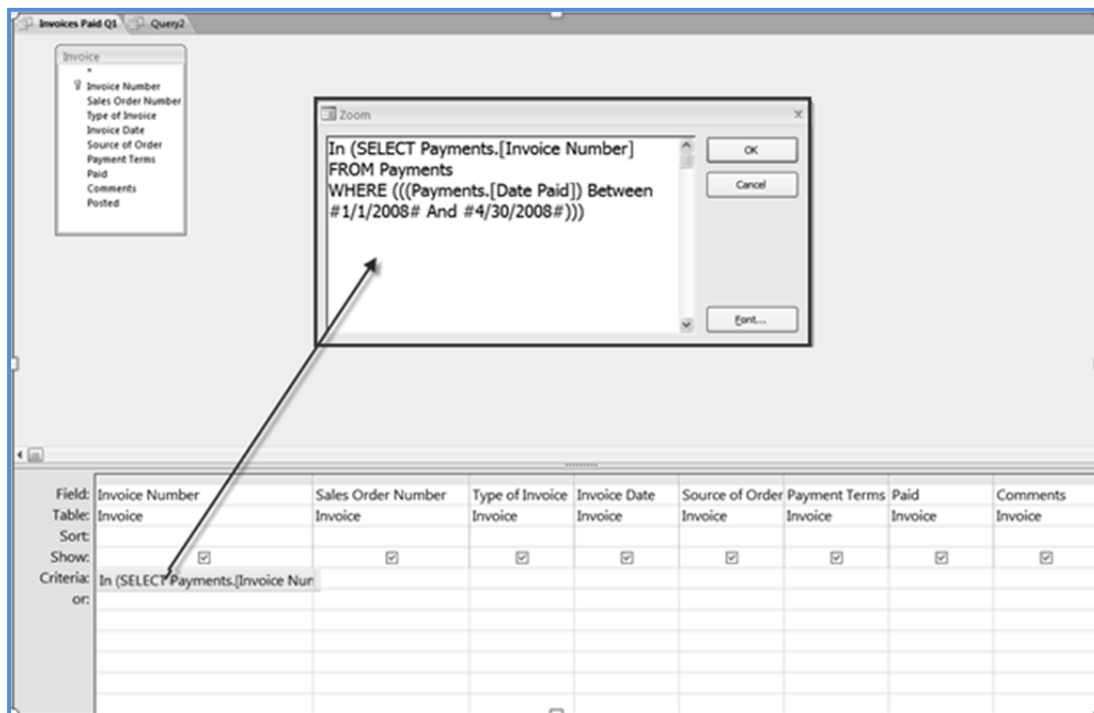 Invoices Paid Q1 Query2
Invoice
*
Invoice Number
Sales Order Number
Type of Invoice
Invoice Date
Source of Order
Payment Terms
Paid
Comments
Posted
Zoom
In (SELECT Payments.[Invoice Number]
FROM Payments
WHERE (((Payments.[Date Paid]) Between
#1/1/2008# And #4/30/2008#)))
OK
Cancel
Font...
Field: Invoice Number Sales Order Number Type of Invoice Invoice Date Source of Order Payment Terms Paid Comments
Table: Invoice Invoice Invoice Invoice Invoice Invoice Invoice Invoice
Sort:
Show:
Criteria: In (SELECT Payments.[Invoice Nun
or: